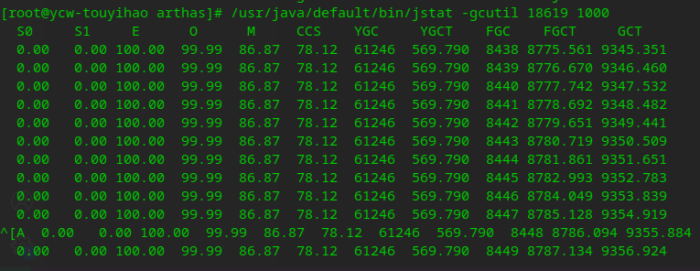 [root@ycw-touyihao arthas]# /usr/java/default/bin/jstat -gcutil 18619 1000
S0 S1 E O M CCS YGC YGCT FGC FGCT GCT
0.00 0.00 100.00 99.99 86.87 78.12 61246 569.790 8438 8775.561 9345.351
0.00 0.00 100.00 99.99 86.87 78.12 61246 569.790 8439 8776.670 9346.460
0.00 0.00 100.00 99.99 86.87 78.12 61246 569.790 8440 8777.742 9347.532
0.00 0.00 100.00 99.99 86.87 78.12 61246 569.790 8441 8778.692 9348.482
0.00 0.00 100.00 99.99 86.87 78.12 61246 569.790 8442 8779.651 9349.441
0.00 0.00 100.00 99.99 86.87 78.12 61246 569.790 8443 8780.719 9350.509
0.00 0.00 100.00 99.99 86.87 78.12 61246 569.790 8444 8781.861 9351.651
0.00 0.00 100.00 99.99 86.87 78.12 61246 569.790 8445 8782.993 9352.783
0.00 0.00 100.00 99.99 86.87 78.12 61246 569.790 8446 8784.049 9353.839
0.00 0.00 100.00 99.99 86.87 78.12 61246 569.790 8447 8785.128 9354.919
^[A 0.00 0.00 100.00 99.99 86.87 78.12 61246 569.790 8448 8786.094 9355.884
0.00 0.00 100.00 99.99 86.87 78.12 61246 569.790 8449 8787.134 9356.924